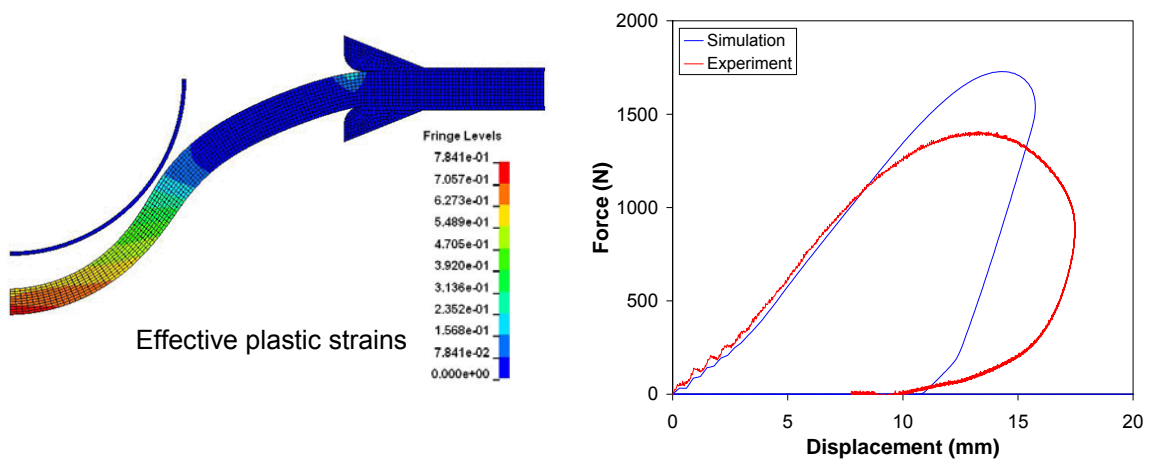 Fringe Levels
7.841e-01
7.057e-01
6.273e-01
5.489e-01
4.705e-01
3.920e-01
3.136e-01
2.352e-01
1.568e-01
7.841e-02
0.000e+00
Effective plastic strains
2000
1500
1000
500
0
Force (N)
Simulation
Experiment
0 5 10 15 20
Displacement (mm)